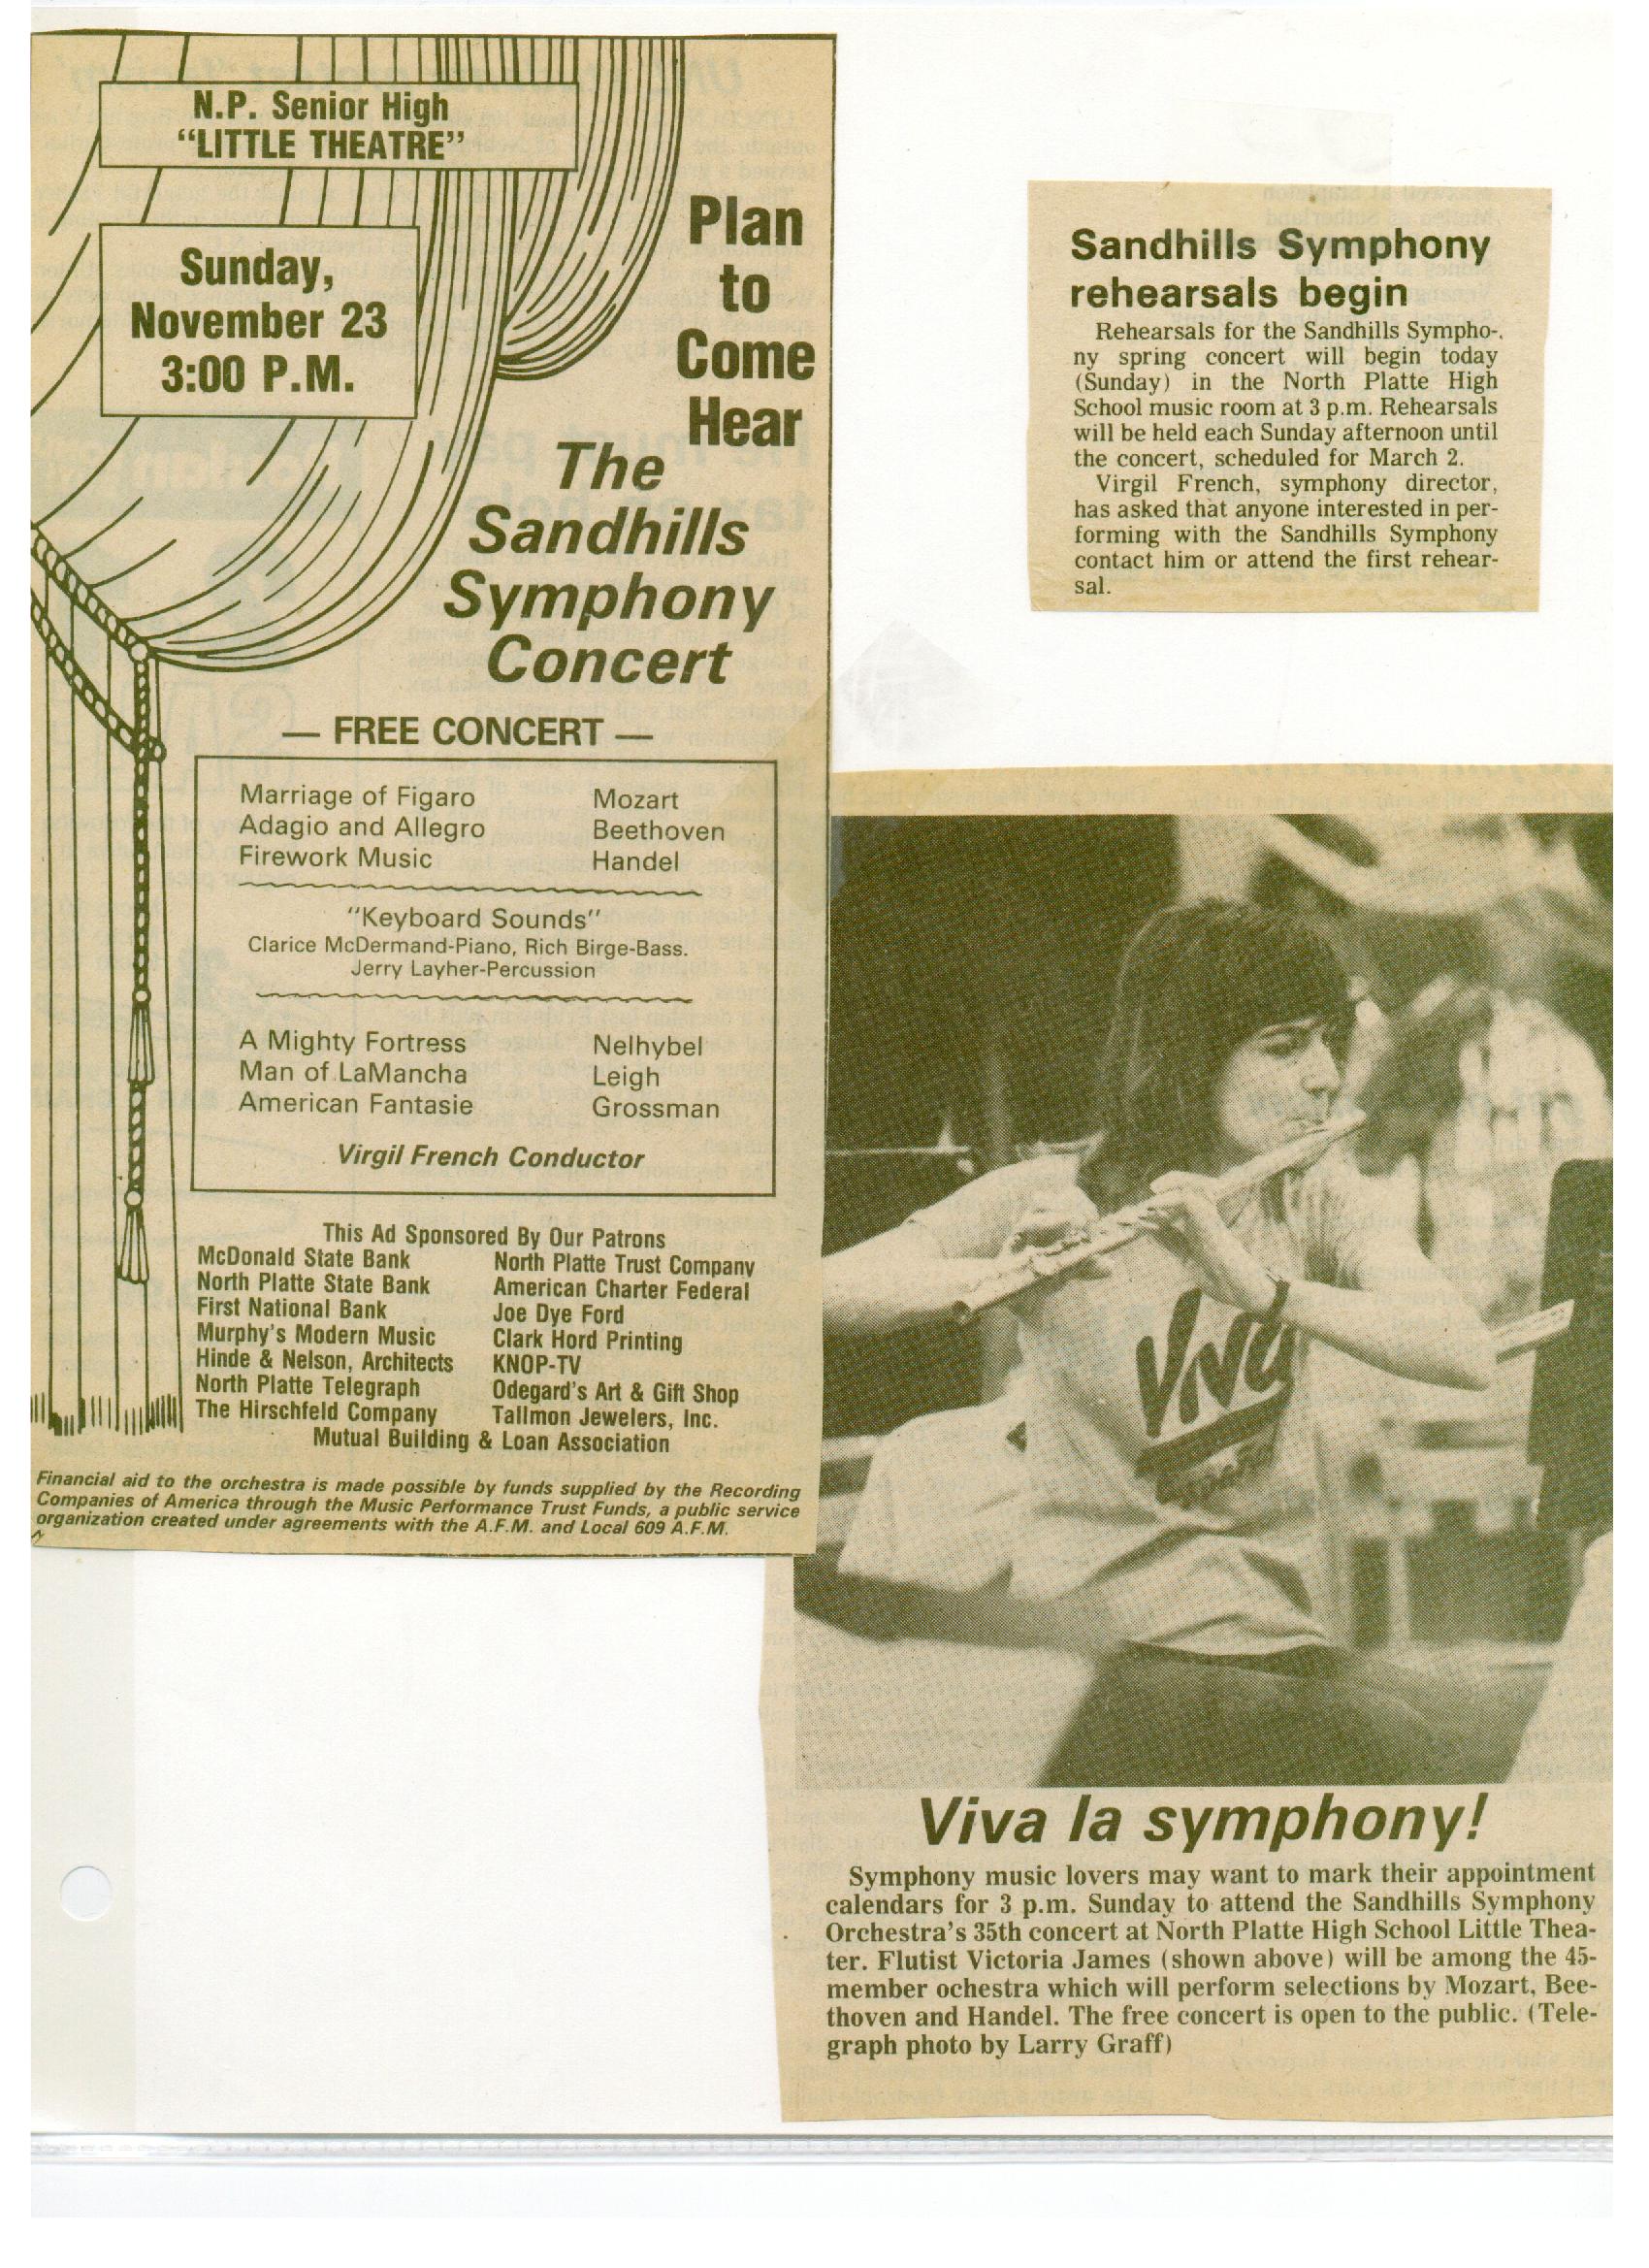 N.P. Senior High
"LITTLE THEATRE"
Sunday,
November 23
3:00 P.M.
Plan
to
Come
Hear
The
Sandhills
Symphony
Concert
— FREE CONCERT —
Marriage of Figaro Mozart
Adagio and Allegro Beethoven
Firework Music Handel
"Keyboard Sounds"
Clarice McDermand-Piano, Rich Birge-Bass.
Jerry Layher-Percussion
A Mighty Fortress Nelhybel
Man of LaMancha Leigh
American Fantasie Grossman
Virgil French Conductor
This Ad Sponsored By Our Patrons
McDonald State Bank North Platte Trust Company
North Platte State Bank American Charter Federal
First National Bank Joe Dye Ford
Murphy's Modern Music Clark Hord Printing
Hinde & Nelson, Architects KNOP-TV
North Platte Telegraph Odegard's Art & Gift Shop
The Hirschfeld Company Tallmon Jewelers, Inc.
Mutual Building & Loan Association
Financial aid to the orchestra is made possible by funds supplied by the Recording
Companies of America through the Music Performance Trust Funds, a public service
organization created under agreements with the A.F.M. and Local 609 A.F.M.
Sandhills Symphony
rehearsals begin
Rehearsals for the Sandhills Sympho-
ny spring concert will begin today
(Sunday) in the North Platte High
School music room at 3 p.m. Rehearsals
will be held each Sunday afternoon until
the concert, scheduled for March 2.
Virgil French, symphony director,
has asked that anyone interested in per-
forming with the Sandhills Symphony
contact him or attend the first rehear-
sal.
Viva
Viva la symphony!
Symphony music lovers may want to mark their appointment
calendars for 3 p.m. Sunday to attend the Sandhills Symphony
Orchestra's 35th concert at North Platte High School Little Thea-
ter. Flutist Victoria James (shown above) will be among the 45-
member ochestra which will perform selections by Mozart, Bee-
thoven and Handel. The free concert is open to the public. (Tele-
graph photo by Larry Graff)